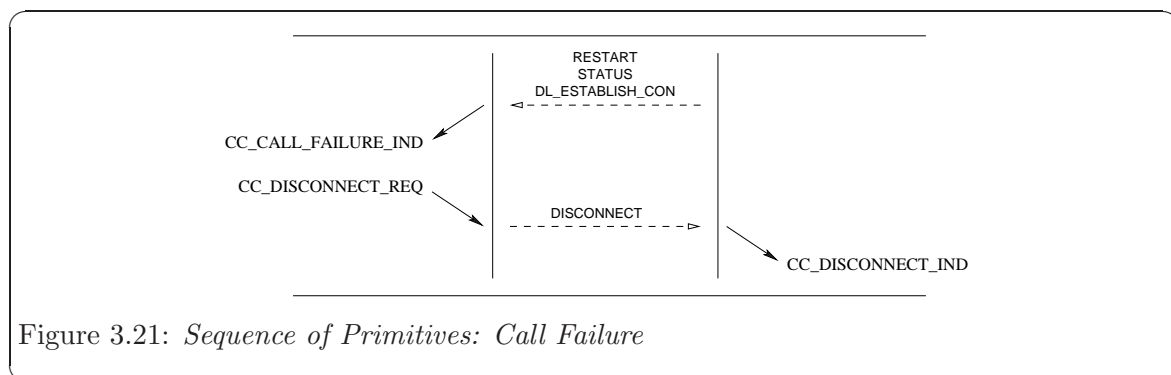 RESTART
STATUS
DL_ESTABLISH_CON
CC_CALL_FAILURE_IND
CC_DISCONNECT_REQ
DISCONNECT
CC_DISCONNECT_IND
Figure 3.21: Sequence of Primitives: Call Failure